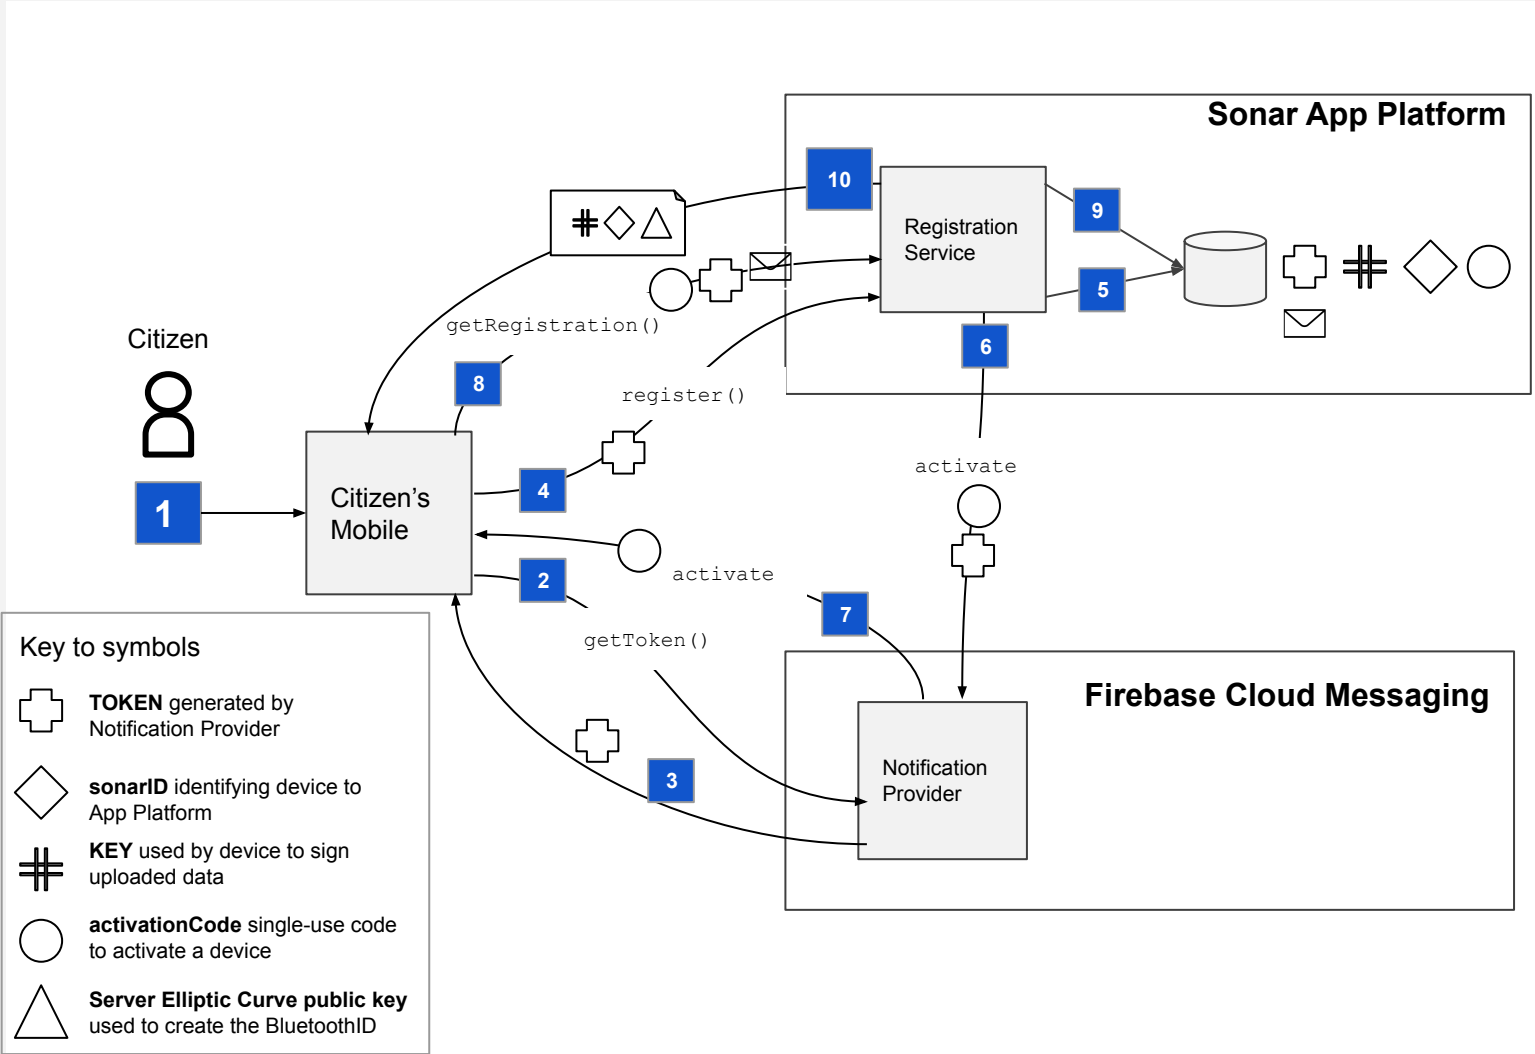 Sonar App Platform
10
9
Registration
Service
5
getRegistration()
6
Citizen
8
register()
activate
Citizen’s
Mobile
4
1
activate
2
7
getToken()
Key to symbols
Firebase Cloud Messaging
TOKEN generated by
Notification Provider
3
Notification
Provider
sonarID identifying device to
App Platform
KEY used by device to sign
uploaded data
activationCode single-use code
to activate a device
Server Elliptic Curve public key
used to create the BluetoothID